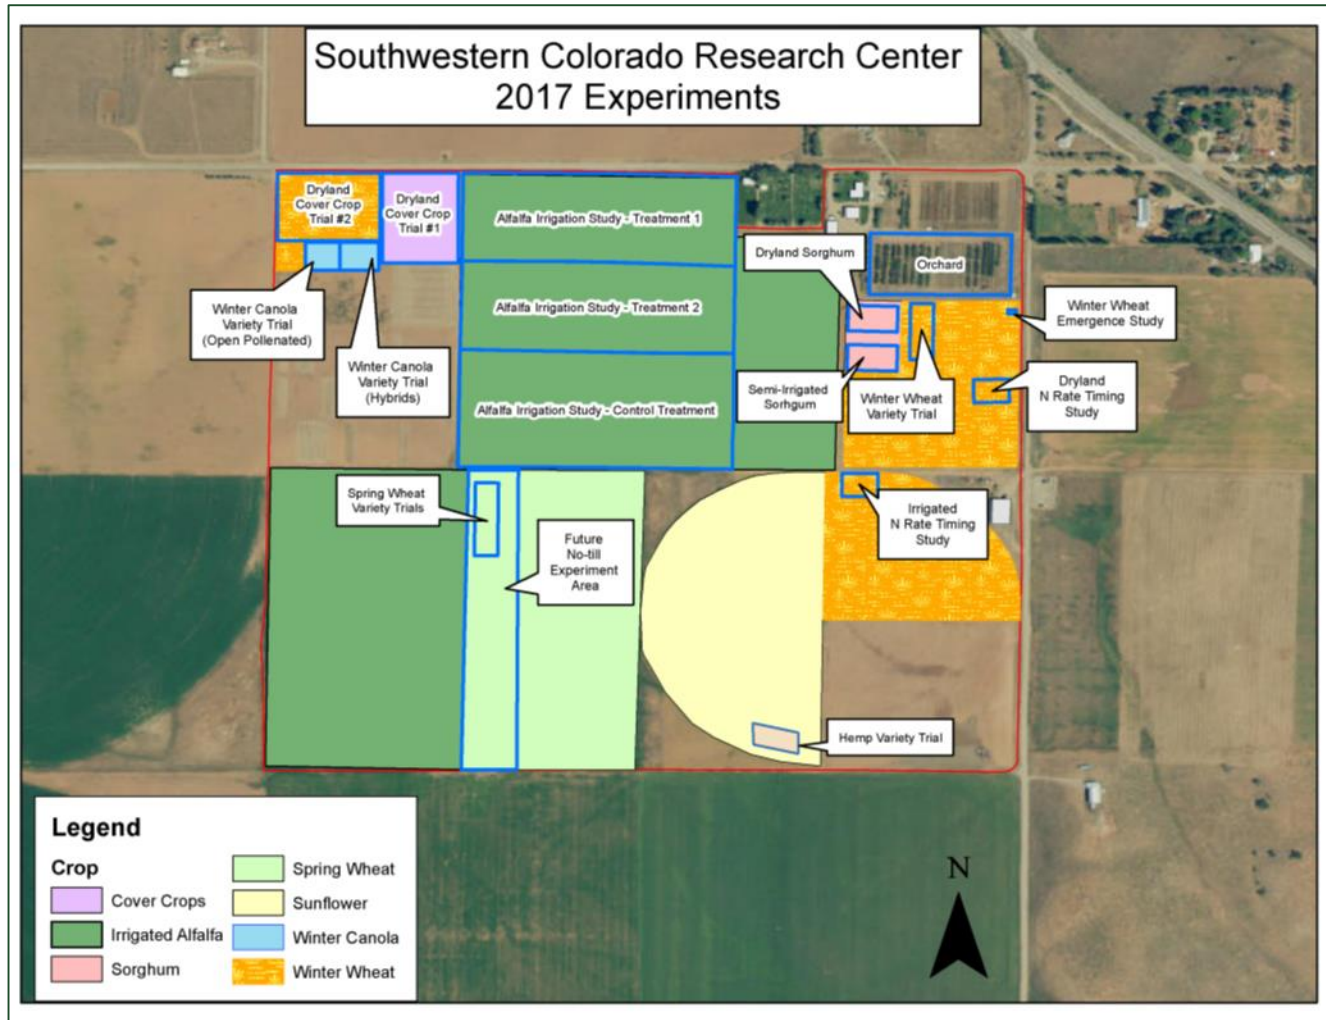 Southwestern Colorado Research Center
2017 Experiments
Dryland
Cover Crop
Trial #2
Dryland
Cover Crop
Trial #1
Alfalfa Irrigation Study - Treatment 1
Alfalfa Irrigation Study - Treatment 2
Alfalfa Irrigation Study - Control Treatment
Dryland Sorghum
Orchard
Winter Wheat
Emergence Study
Winter Canola
Variety Trial
(Open Pollenated)
Winter Canola
Variety Trial
(Hybrids)
Semi-Irrigated
Sorhgum
Winter Wheat
Variety Trial
Dryland
N Rate Timing
Study
Spring Wheat
Variety Trials
Future
No-till
Experiment
Area
Irrigated
N Rate Timing
Study
Hemp Variety Trial
Legend
Crop
Cover Crops
Irrigated Alfalfa
Sorghum
Spring Wheat
Sunflower
Winter Canola
Winter Wheat
N